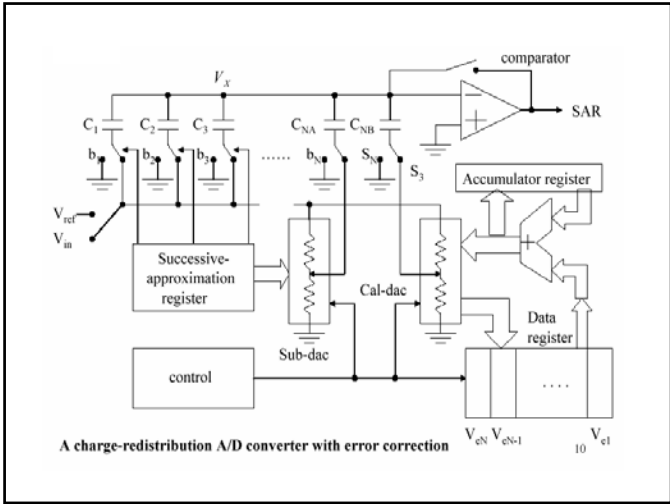 comparator
V_X
SAR
C_1 C_2 C_3 C_NA C_NB
b_1 b_2 b_3 ...... b_N S_N
S_3
V_ref
V_in
Accumulator register
Successive-
approximation
register
Cal-dac
Sub-dac
Data
register
control
....
V_eN V_eN-1 V_e1
10
A charge-redistribution A/D converter with error correction